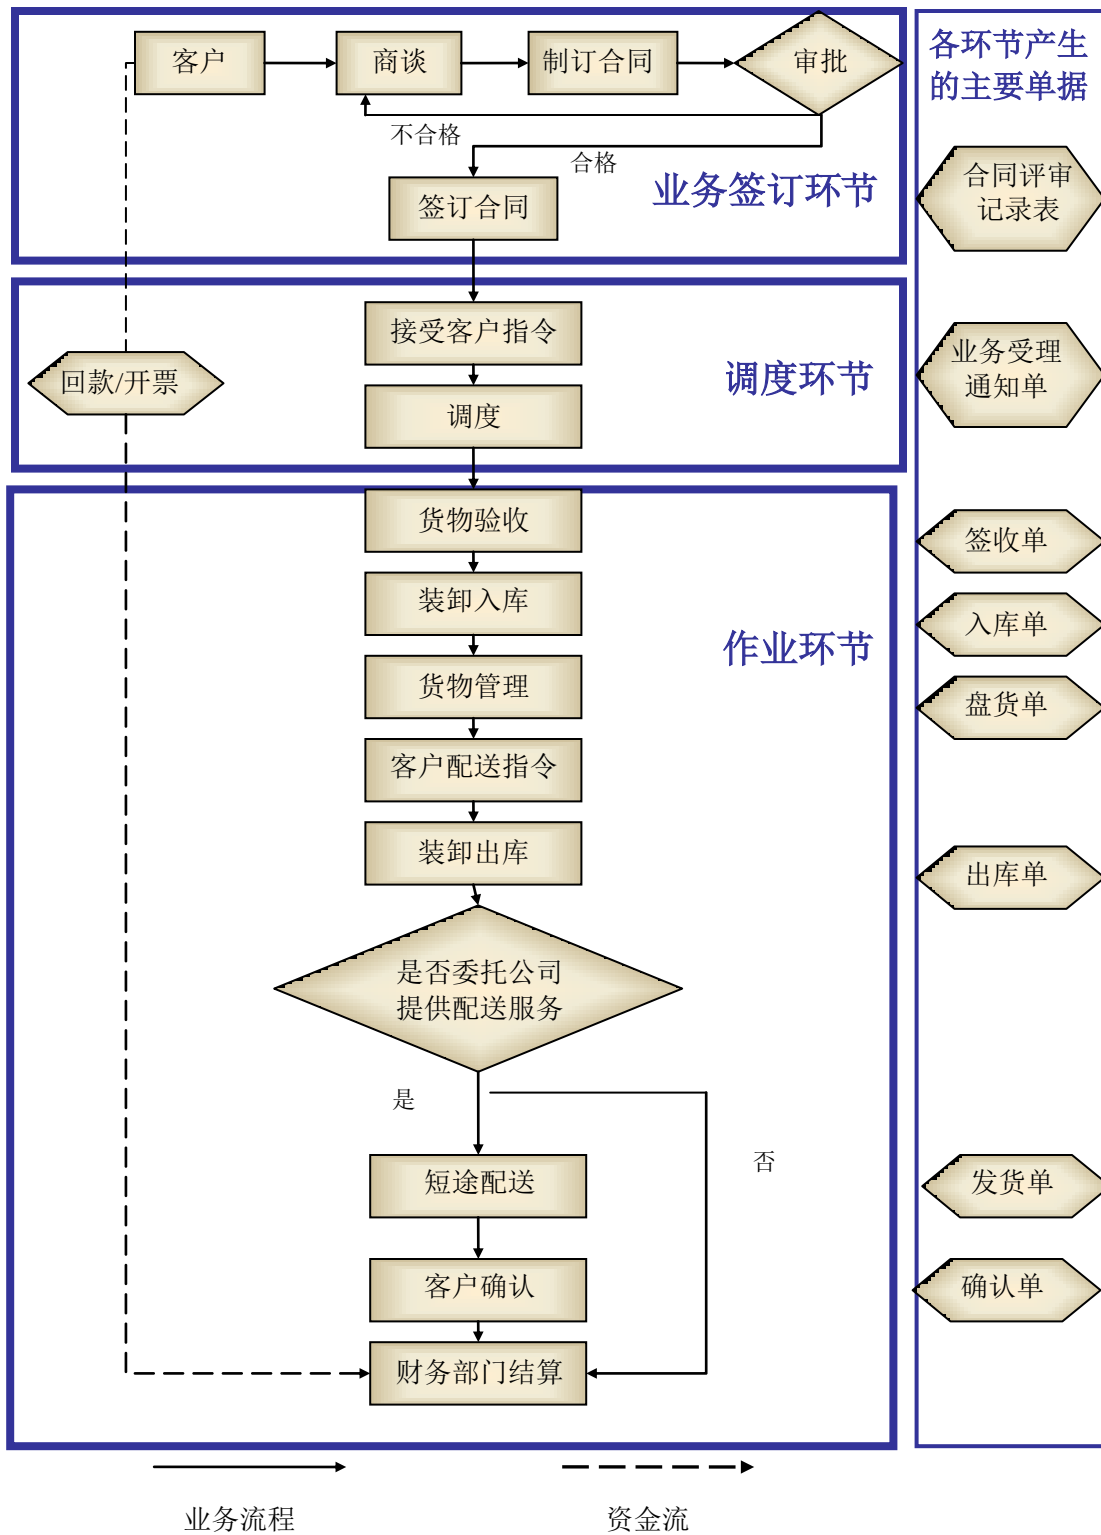 客户
商谈
制订合同
审批
不合格
合格
签订合同
业务签订环节
接受客户指令
调度
调度环节
回款/开票
货物验收
装卸入库
货物管理
客户配送指令
装卸出库
作业环节
是否委托公司
提供配送服务
是
否
短途配送
客户确认
财务部门结算
各环节产生
的主要单据
合同评审
记录表
业务受理
通知单
签收单
入库单
盘货单
出库单
发货单
确认单
业务流程
资金流